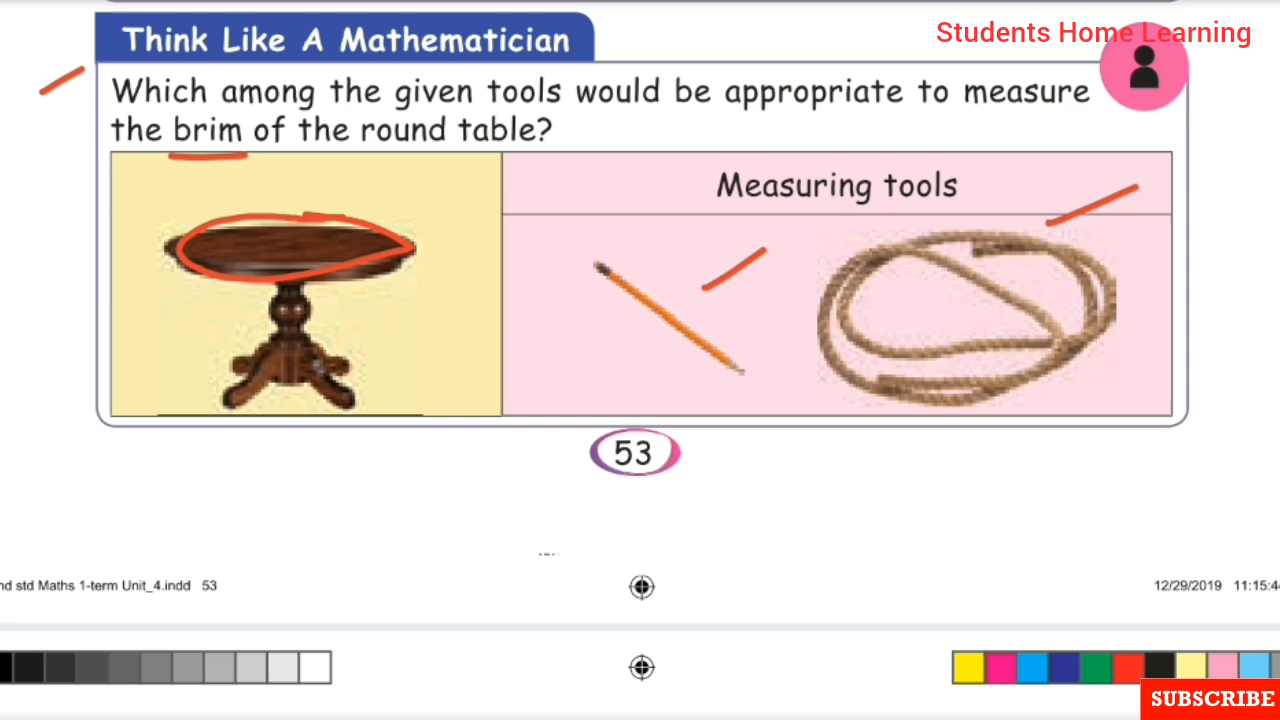 Students Home Learning
Think Like A Mathematician
Which among the given tools would be appropriate to measure
the brim of the round table?
Measuring tools
53
nd std Maths 1-term Unit_4.indd 53
12/29/2019 11:15:44
SUBSCRIBE